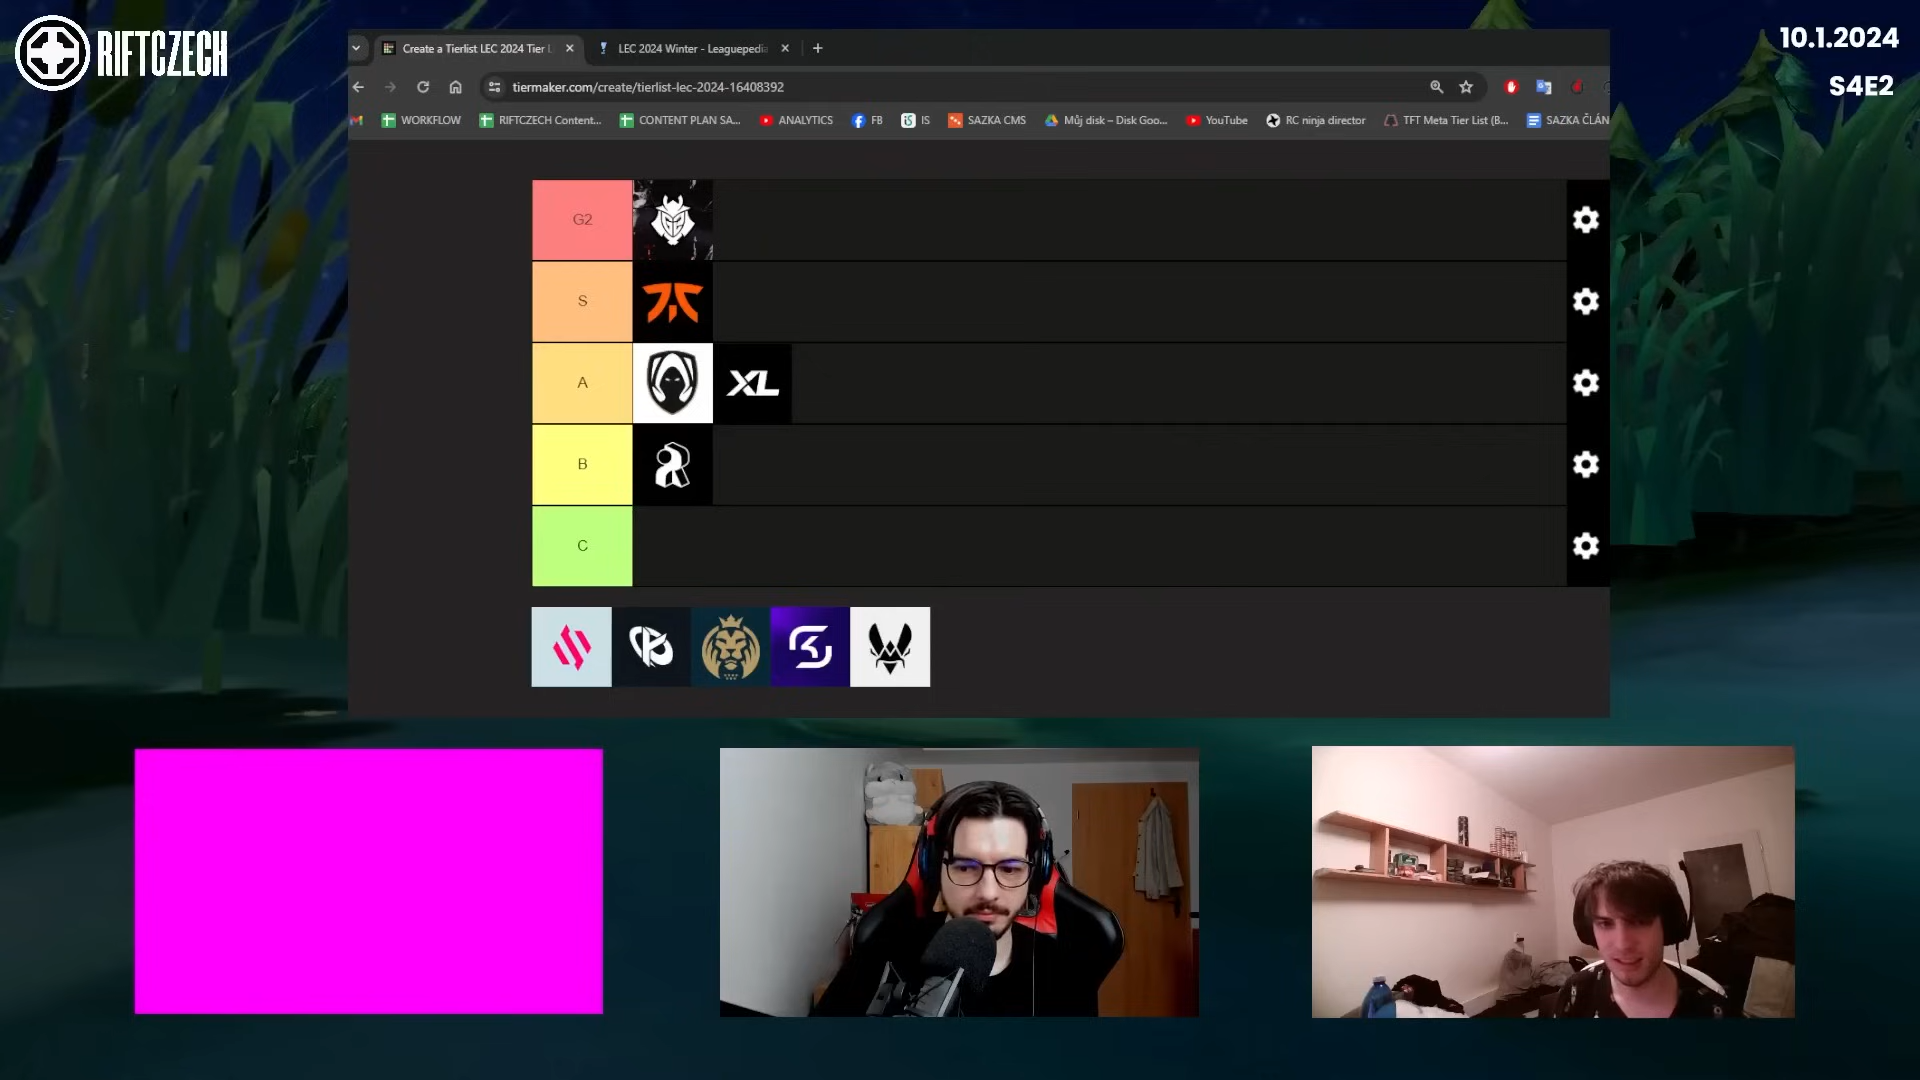 RIFTCZECH
10.1.2024
S4E2
Create a Tierlist LEC 2024 Tier L
LEC 2024 Winter - Leaguepedia
tiermaker.com/create/tierlist-lec-2024-16408392
WORKFLOW
RIFTCZECH Content...
CONTENT PLAN SA...
ANALYTICS
FB
IS
SAZKA CMS
Můj disk – Disk Goo...
YouTube
RC ninja director
TFT Meta Tier List (B...
SAZKA ČLÁN
G2
S
A
XL
B
C